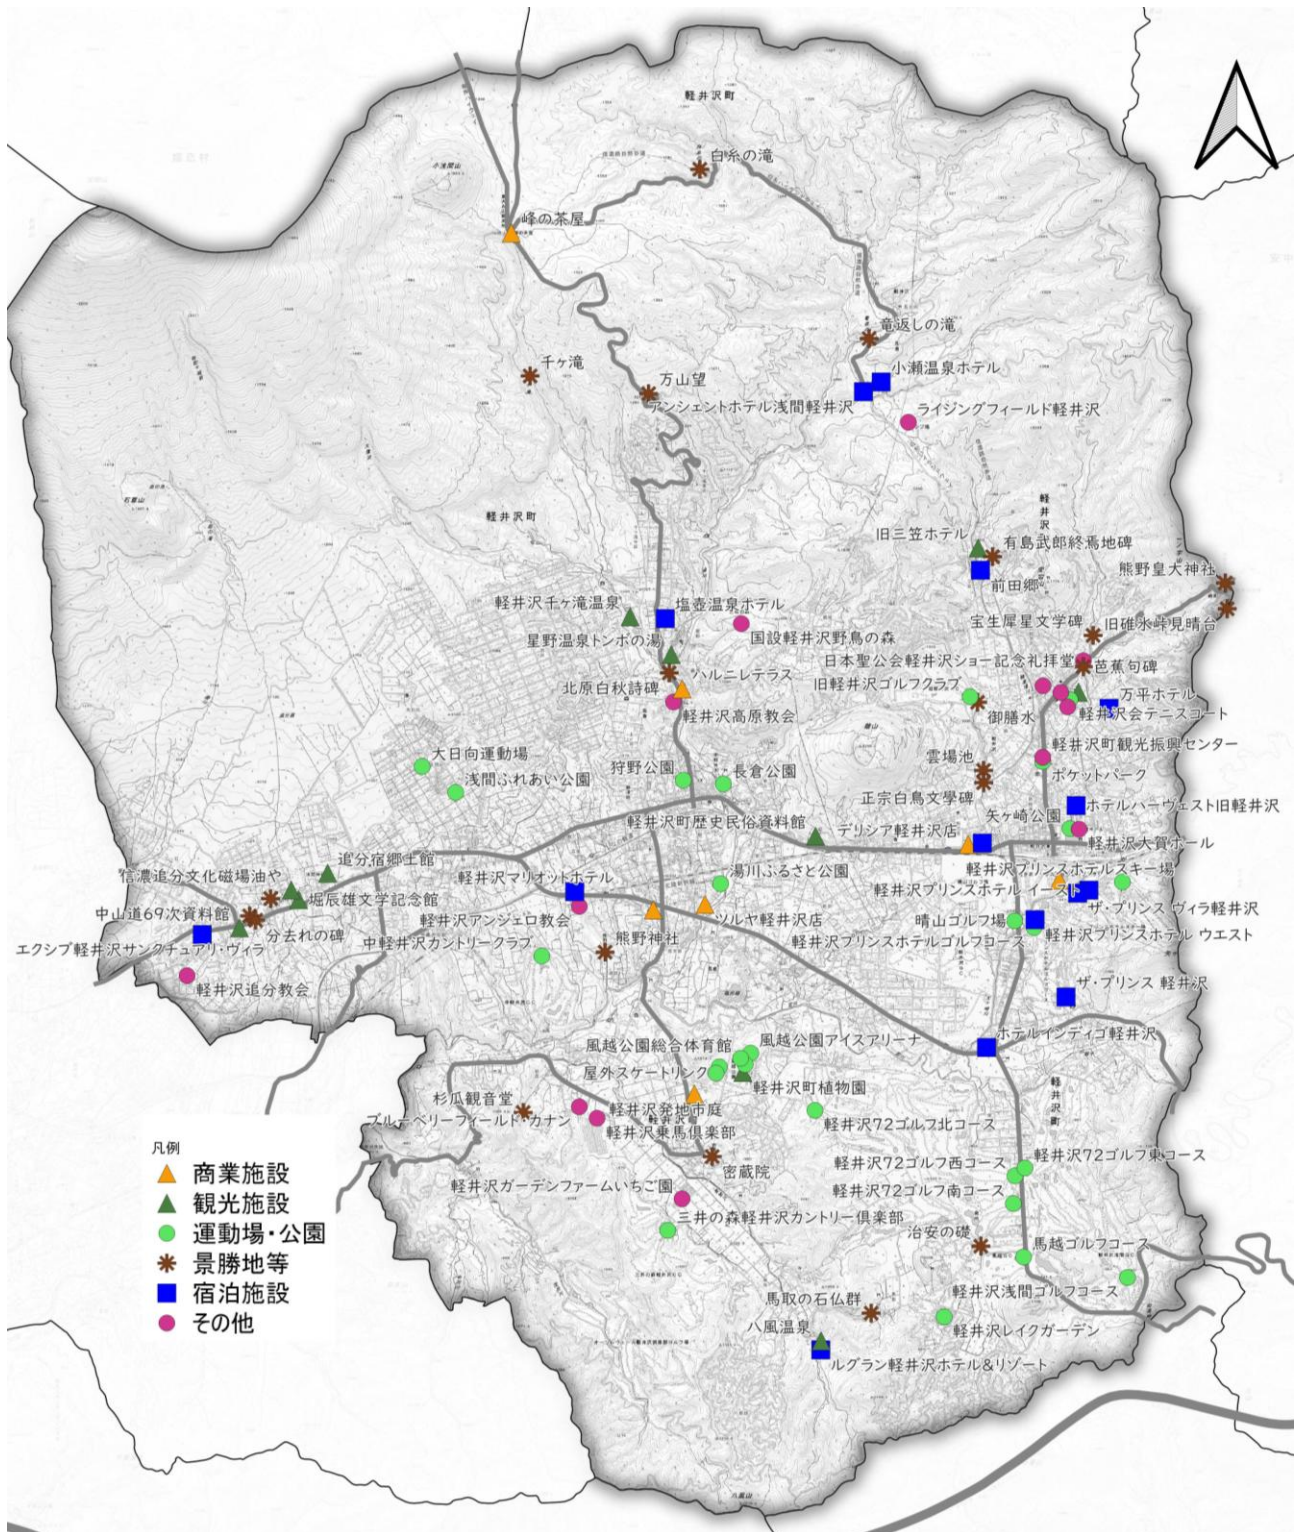 軽井沢町
白糸の滝
小浅間山
峰の茶屋
竜返しの滝
千ヶ滝
小瀬温泉ホテル
万山望
アンシェントホテル浅間軽井沢
ライジングフィールド軽井沢
石尊山
軽井沢町
軽井沢
旧三笠ホテル
有島武郎終焉地碑
熊野皇大神社
前田郷
軽井沢千ヶ滝温泉
塩壺温泉ホテル
宝生犀星文学碑
旧碓氷峠見晴台
星野温泉トンボの湯
国設軽井沢野鳥の森
日本聖公会軽井沢ショー記念礼拝堂
芭蕉句碑
ハルニレテラス
北原白秋詩碑
旧軽井沢ゴルフクラブ
万平ホテル
軽井沢高原教会
御膳水
軽井沢会テニスコート
離山
大日向運動場
狩野公園
長倉公園
雲場池
軽井沢町観光振興センター
浅間ふれあい公園
ポケットパーク
正宗白鳥文學碑
矢ヶ崎公園
ホテルハーヴェスト旧軽井沢
軽井沢町歴史民俗資料館
デリシア軽井沢店
軽井沢大賀ホール
追分宿郷土館
信濃追分文化磁場油や
軽井沢マリオットホテル
湯川ふるさと公園
軽井沢プリンスホテルスキー場
堀辰雄文学記念館
軽井沢プリンスホテル イースト
中山道69次資料館
軽井沢アンジェロ教会
ツルヤ軽井沢店
ザ・プリンス ヴィラ軽井沢
分去れの碑
熊野神社
晴山ゴルフ場
エクシブ軽井沢サンクチュアリ・ヴィラ
中軽井沢カントリークラブ
軽井沢プリンスホテルゴルフコース
軽井沢プリンスホテル ウエスト
軽井沢追分教会
ザ・プリンス 軽井沢
ホテルインディゴ軽井沢
風越公園総合体育館
風越公園アイスアリーナ
屋外スケートリンク
軽井沢町植物園
軽井沢町
杉瓜観音堂
軽井沢発地市庭
ブルーベリーフィールド・カナン
軽井沢町
軽井沢乗馬倶楽部
軽井沢72ゴルフ北コース
密蔵院
軽井沢72ゴルフ東コース
軽井沢72ゴルフ西コース
軽井沢ガーデンファームいちご園
軽井沢72ゴルフ南コース
三井の森軽井沢カントリー倶楽部
治安の礎
馬越ゴルフコース
軽井沢浅間ゴルフコース
馬取の石仏群
八風温泉
軽井沢レイクガーデン
ルグラン軽井沢ホテル&リゾート
八風山
凡例
商業施設
観光施設
運動場・公園
景勝地等
宿泊施設
その他